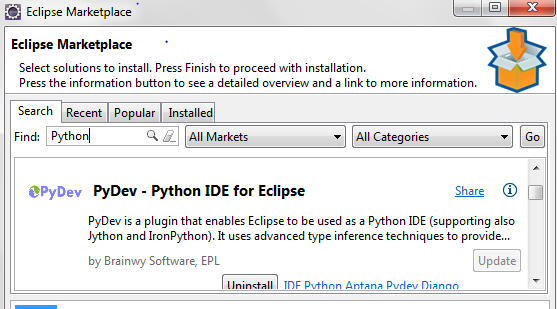 Eclipse Marketplace
Eclipse Marketplace
Select solutions to install. Press Finish to proceed with installation.
Press the information button to see a detailed overview and a link to more information.
Search Recent Popular Installed
Find: Python All Markets All Categories Go
PyDev PyDev - Python IDE for Eclipse Share
PyDev is a plugin that enables Eclipse to be used as a Python IDE (supporting also
Jython and IronPython). It uses advanced type inference techniques to provide...
by Brainwy Software, EPL Update
Uninstall IDE Python Aptana Pydev Django